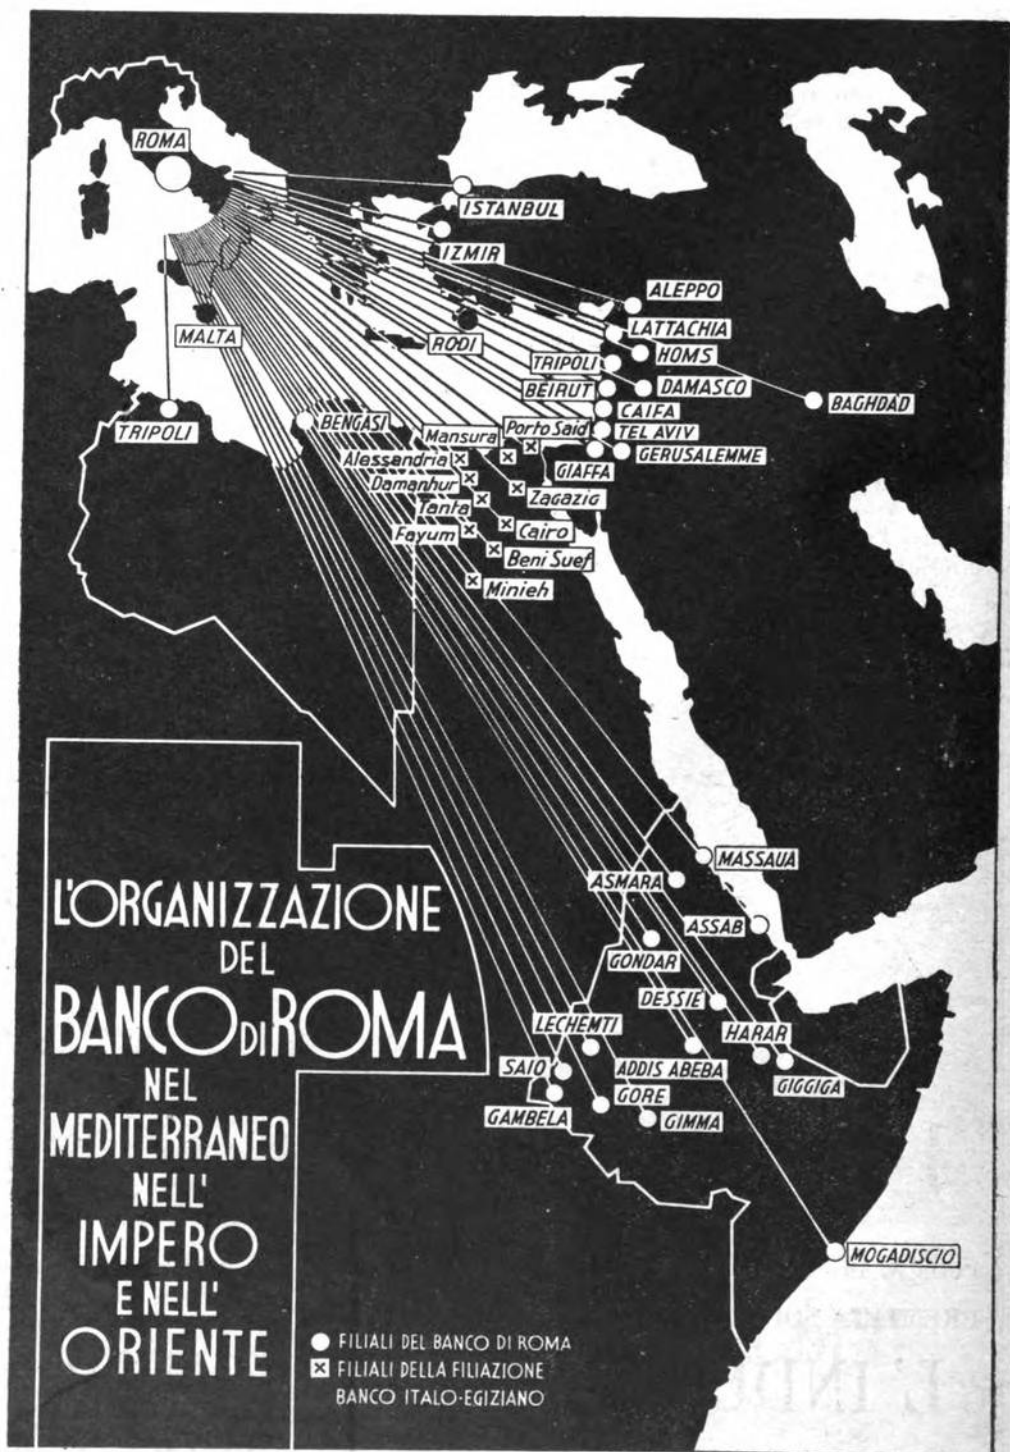 ROMA
ISTANBUL
IZMIR
ALEPPO
LATTACHIA
MALTA
RODI
HOMS
TRIPOLI
BEIRUT
DAMASCO
BAGHDAD
TRIPOLI
BENGASI
CAIFA
Mansura
Porto Said
TEL AVIV
Alessandria
GIAFFA
GERUSALEMME
Damanhur
Zagazig
Tanta
Fayum
Cairo
Beni Suef
Minieh
MASSAUA
ASMARA
ASSAB
GONDAR
DESSIE
LECHEMTI
HARAR
SAIO
ADDIS ABEBA
GIGGIGA
GAMBELA
GORE
GIMMA
MOGADISCIO
L'ORGANIZZAZIONE
DEL
BANCO DI ROMA
NEL
MEDITERRANEO
NELL'
IMPERO
E NELL'
ORIENTE
FILIALI DEL BANCO DI ROMA
FILIALI DELLA FILIAZIONE
BANCO ITALO-EGIZIANO